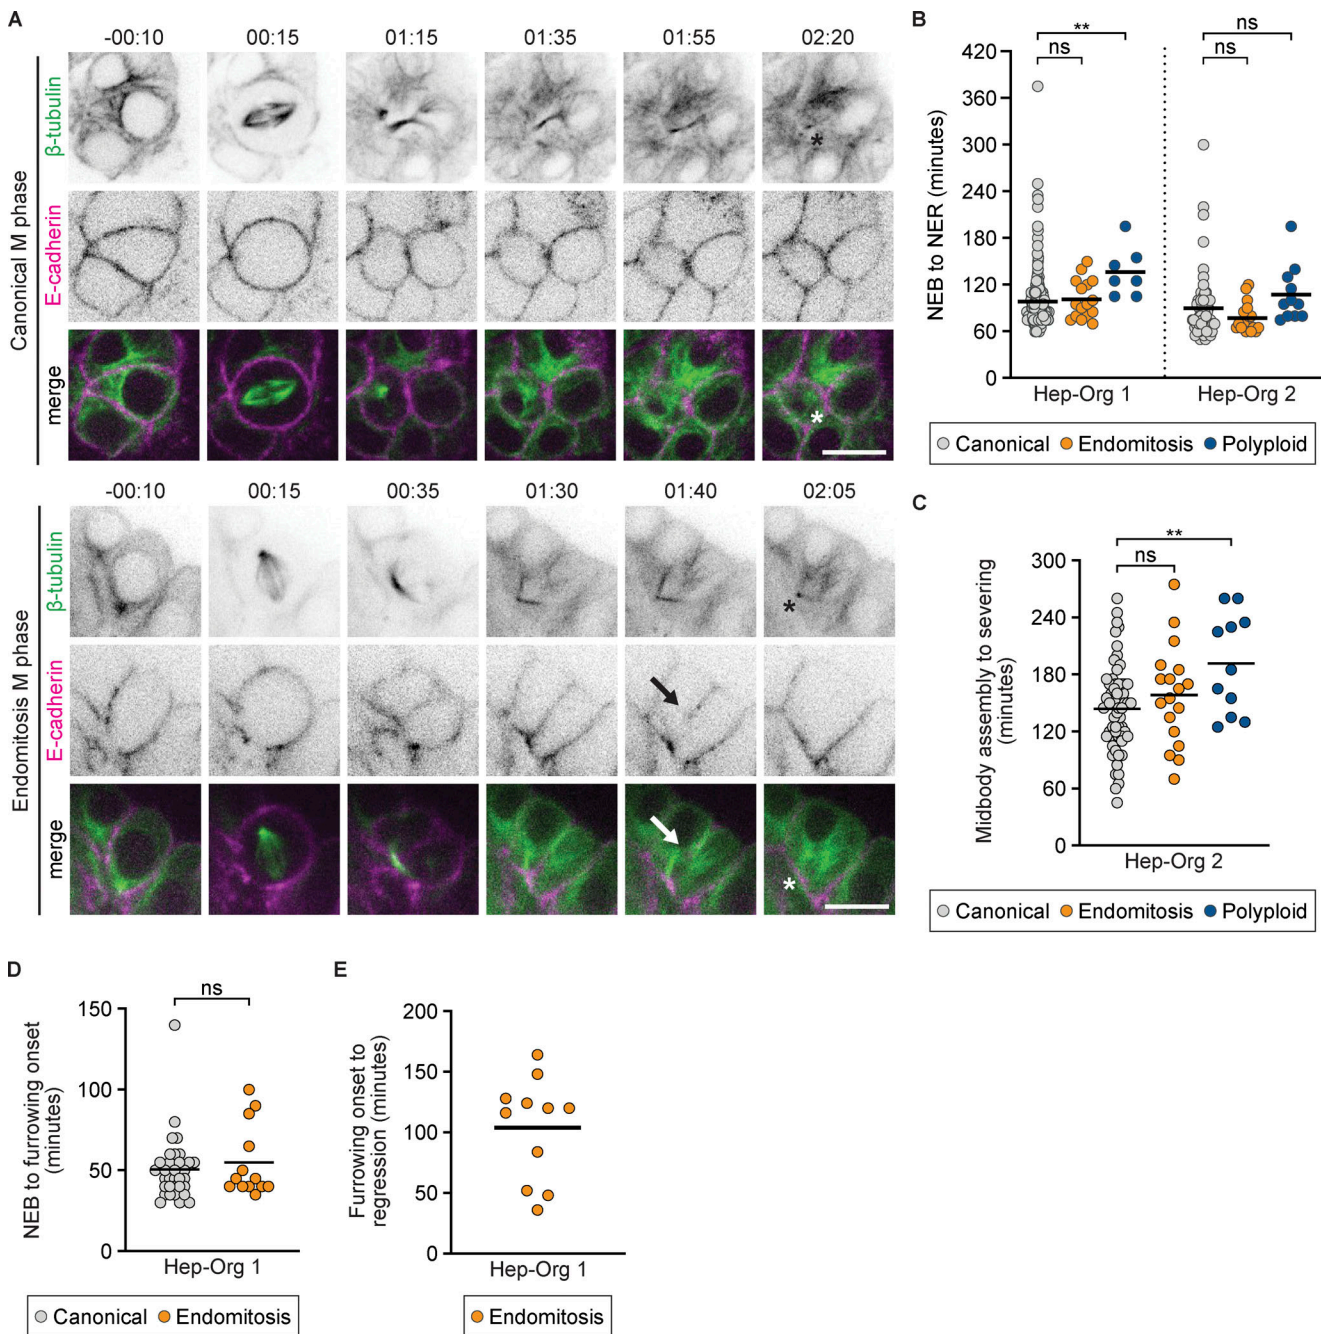 A
-00:10 00:15 01:15 01:35 01:55 02:20
Canonical M phase
β-tubulin
E-cadherin
merge
*
*
-00:10 00:15 00:35 01:30 01:40 02:05
Endomitosis M phase
β-tubulin
E-cadherin
merge
*
*
B
NEB to NER (minutes)
420
360
300
240
180
120
60
0
**
ns
ns
ns
Hep-Org 1 Hep-Org 2
Canonical Endomitosis Polyploid
C
Midbody assembly to severing
(minutes)
300
240
180
120
60
0
**
ns
Hep-Org 2
Canonical Endomitosis Polyploid
D
NEB to furrowing onset
(minutes)
150
100
50
0
ns
Hep-Org 1
Canonical Endomitosis
E
Furrowing onset to
regression (minutes)
200
150
100
50
0
Hep-Org 1
Endomitosis